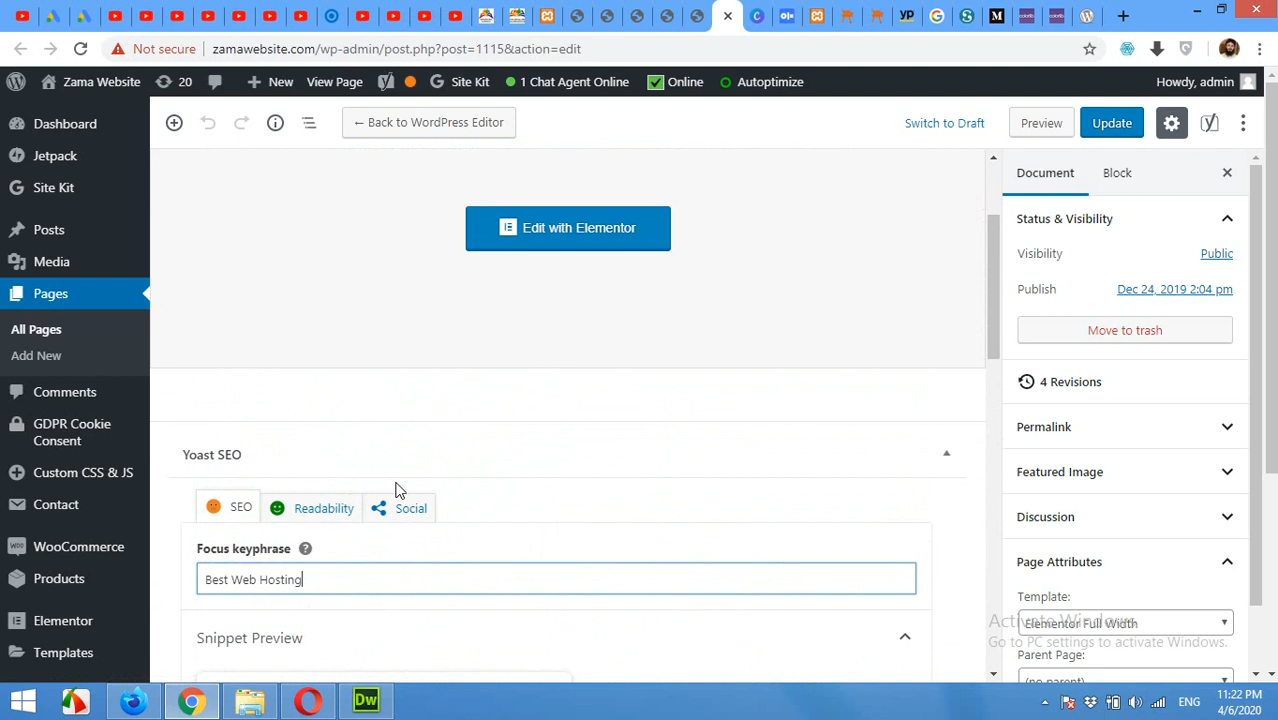 Not secure
zamawebsite.com/wp-admin/post.php?post=1115&action=edit
Zama Website
20
New
View Page
Site Kit
1 Chat Agent Online
Online
Autoptimize
Howdy, admin
← Back to WordPress Editor
Switch to Draft
Preview
Update
Dashboard
Jetpack
Site Kit
Posts
Media
Pages
All Pages
Add New
Comments
GDPR Cookie
Consent
Custom CSS & JS
Contact
WooCommerce
Products
Elementor
Templates
Edit with Elementor
Yoast SEO
SEO
Readability
Social
Focus keyphrase
Best Web Hosting
Snippet Preview
Document
Block
Status & Visibility
Visibility
Public
Publish
Dec 24, 2019 2:04 pm
Move to trash
4 Revisions
Permalink
Featured Image
Discussion
Page Attributes
Template:
Elementor Full Width
Activate Windows
Go to PC settings to activate Windows.
Parent Page:
(no parent)
Dw
ENG
11:22 PM
4/6/2020